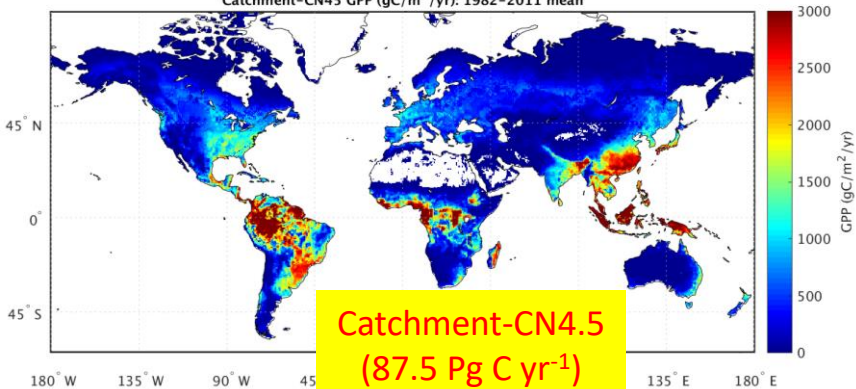 Catchment-CN45 GPP (gC/m²/yr): 1982-2011 mean
3000
2500
45° N
2000
1500
0°
1000
45° S
500
0
GPP (gC/m²/yr)
Catchment-CN4.5
(87.5 Pg C yr⁻¹)
180° W
135° W
90° W
45°
135° E
180° E